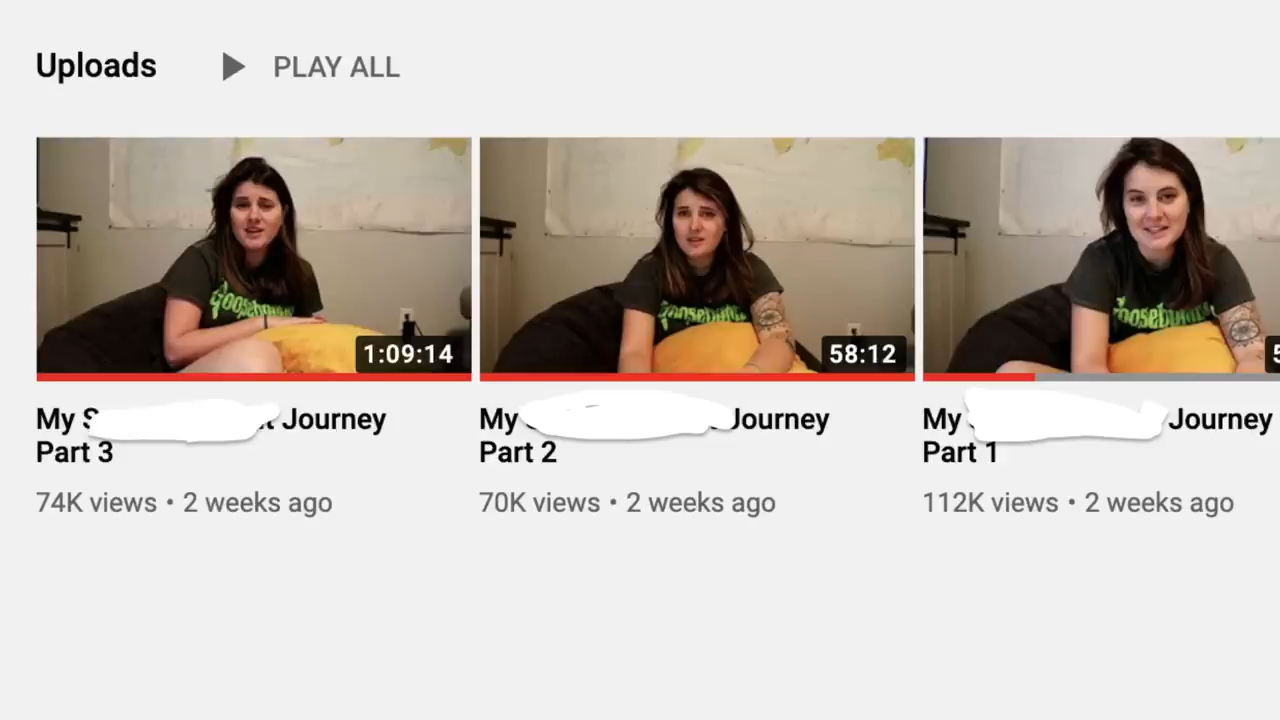 Uploads PLAY ALL
1:09:14
58:12
5
My Journey
Part 3
74K views • 2 weeks ago
My Journey
Part 2
70K views • 2 weeks ago
My Journey
Part 1
112K views • 2 weeks ago